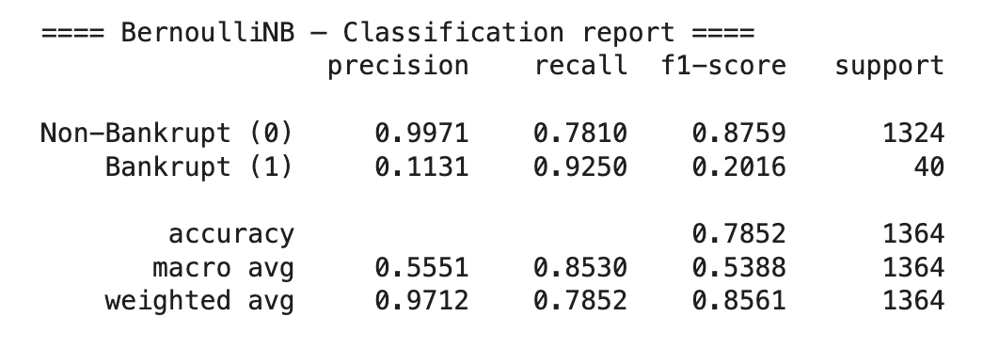 ==== BernoulliNB — Classification report ====
precision recall f1-score support
Non-Bankrupt (0) 0.9971 0.7810 0.8759 1324
Bankrupt (1) 0.1131 0.9250 0.2016 40
accuracy 0.7852 1364
macro avg 0.5551 0.8530 0.5388 1364
weighted avg 0.9712 0.7852 0.8561 1364